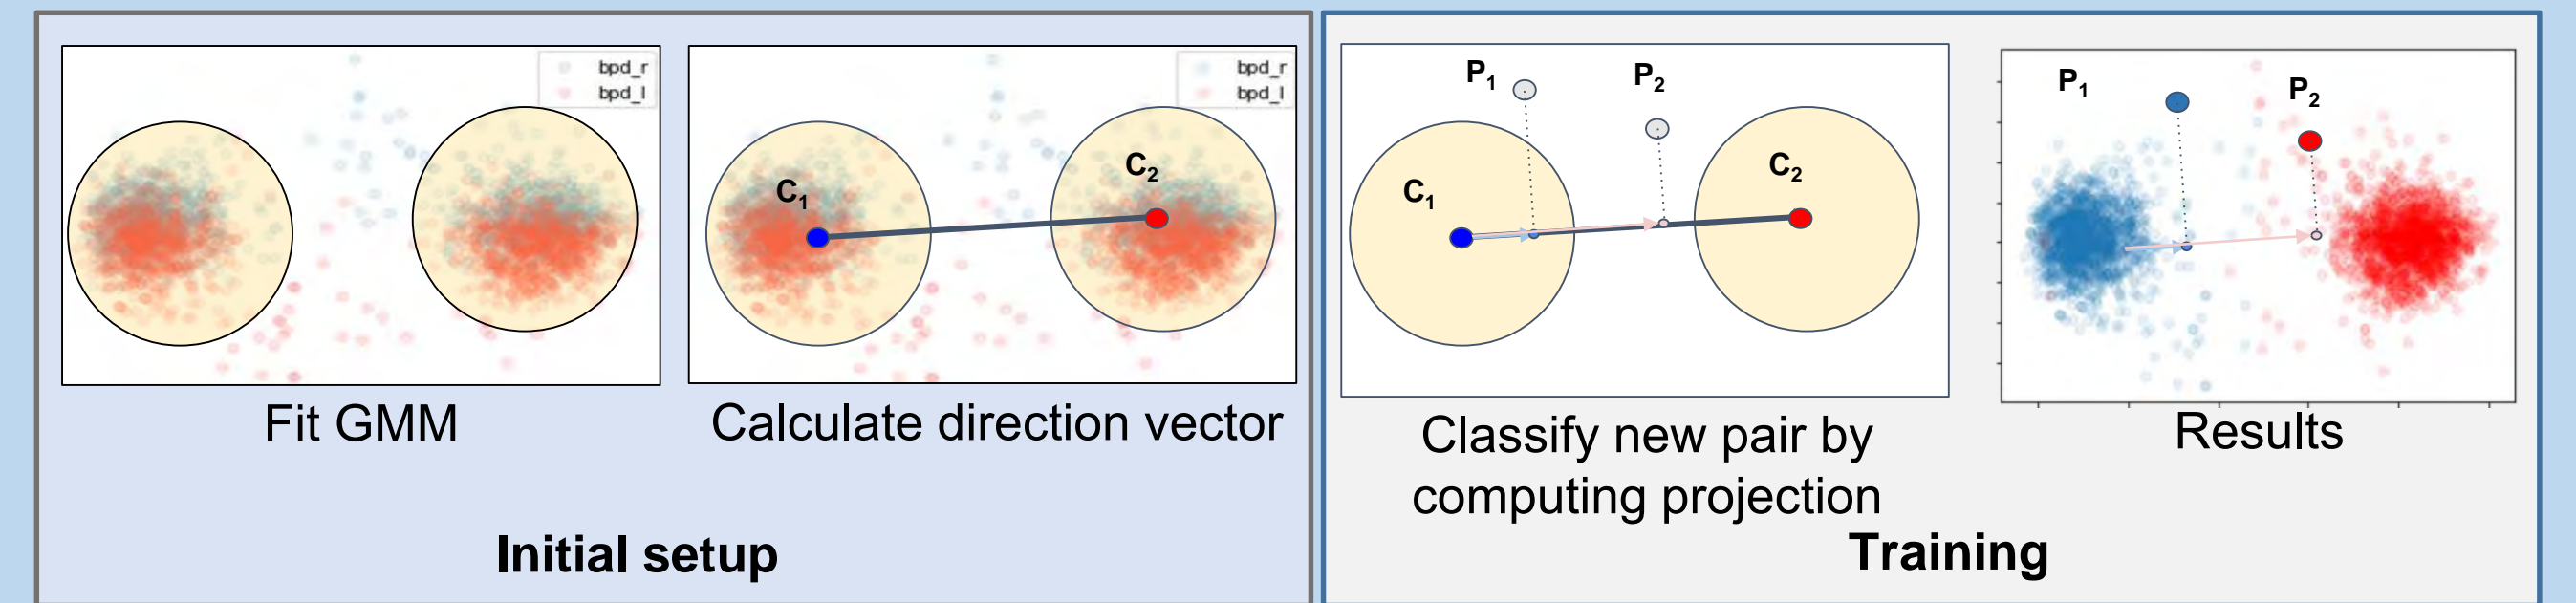 bpd_r
bpd_l
Fit GMM
bpd_r
bpd_l
C1
C2
Calculate direction vector
Initial setup
P1
P2
C1
C2
Classify new pair by
computing projection
P1
P2
Results
Training